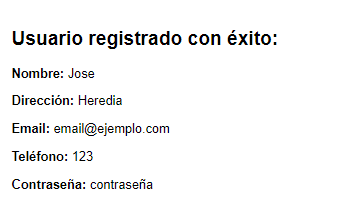 Usuario registrado con éxito:
Nombre: Jose
Dirección: Heredia
Email: email@ejemplo.com
Teléfono: 123
Contraseña: contraseña